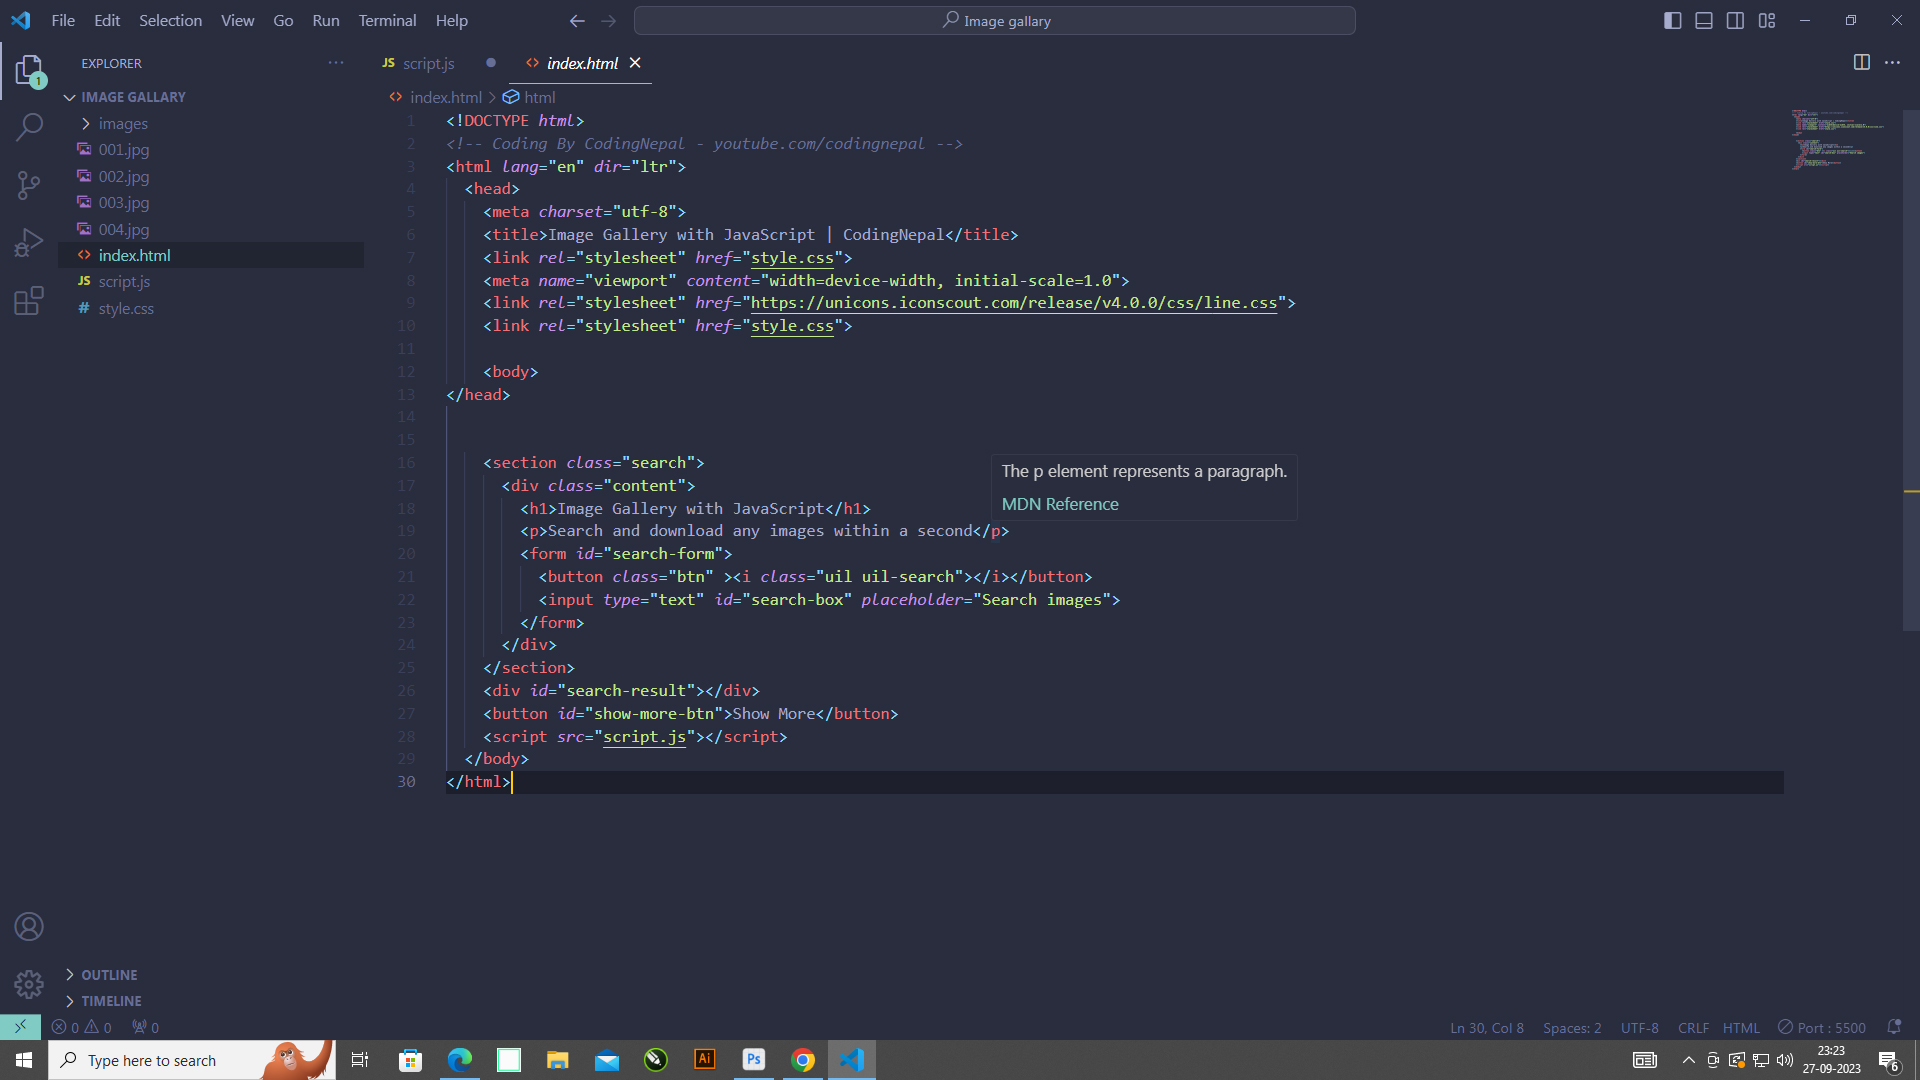 File Edit Selection View Go Run Terminal Help
Image gallary
EXPLORER
IMAGE GALLARY
images
001.jpg
002.jpg
003.jpg
004.jpg
index.html
script.js
style.css
OUTLINE
TIMELINE
JS script.js
index.html
index.html > html
1 <!DOCTYPE html>
2 <!-- Coding By CodingNepal - youtube.com/codingnepal -->
3 <html lang="en" dir="ltr">
4 <head>
5 <meta charset="utf-8">
6 <title>Image Gallery with JavaScript | CodingNepal</title>
7 <link rel="stylesheet" href="style.css">
8 <meta name="viewport" content="width=device-width, initial-scale=1.0">
9 <link rel="stylesheet" href="https://unicons.iconscout.com/release/v4.0.0/css/line.css">
10 <link rel="stylesheet" href="style.css">
11
12 <body>
13 </head>
14
15
16 <section class="search">
17 <div class="content">
18 <h1>Image Gallery with JavaScript</h1>
19 <p>Search and download any images within a second</p>
20 <form id="search-form">
21 <button class="btn" ><i class="uil uil-search"></i></button>
22 <input type="text" id="search-box" placeholder="Search images">
23 </form>
24 </div>
25 </section>
26 <div id="search-result"></div>
27 <button id="show-more-btn">Show More</button>
28 <script src="script.js"></script>
29 </body>
30 </html>
The p element represents a paragraph.
MDN Reference
0 0 0
Ln 30, Col 8 Spaces: 2 UTF-8 CRLF HTML Port : 5500
Type here to search
Ai
Ps
23:23
27-09-2023
6